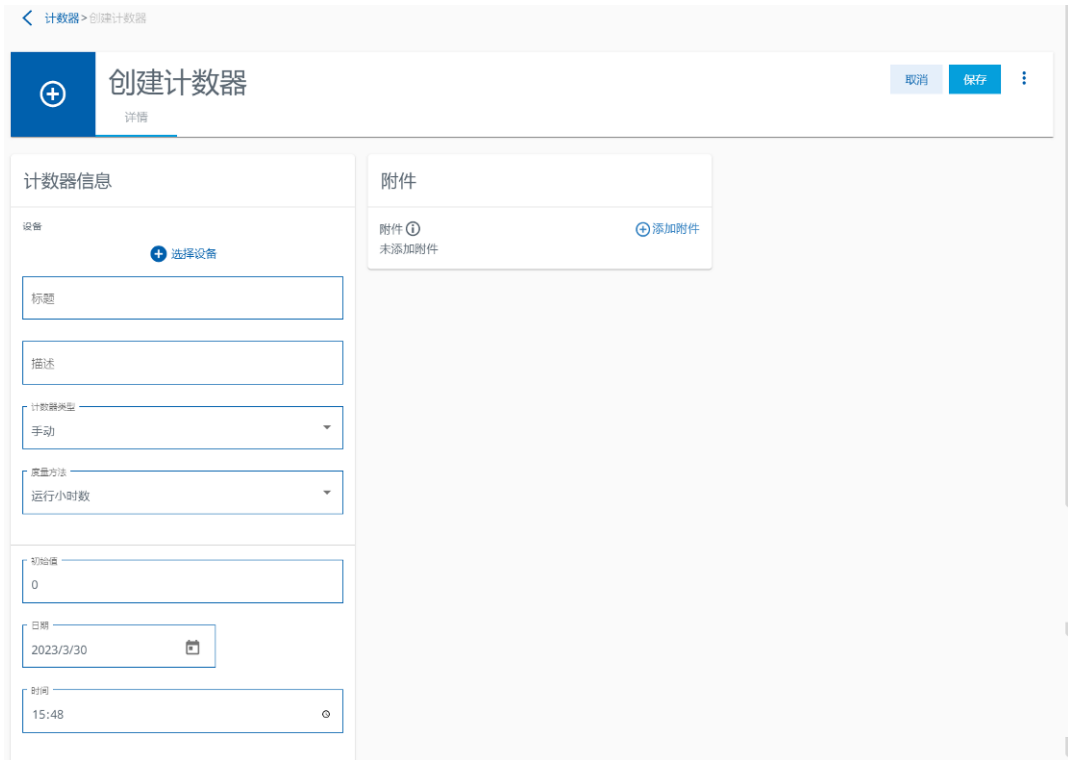 计数器>创建计数器
创建计数器
取消
保存
详情
计数器信息
设备
选择设备
标题
描述
计数器类型
手动
度量方法
运行小时数
初始值
0
日期
2023/3/30
时间
15:48
附件
附件
添加附件
未添加附件